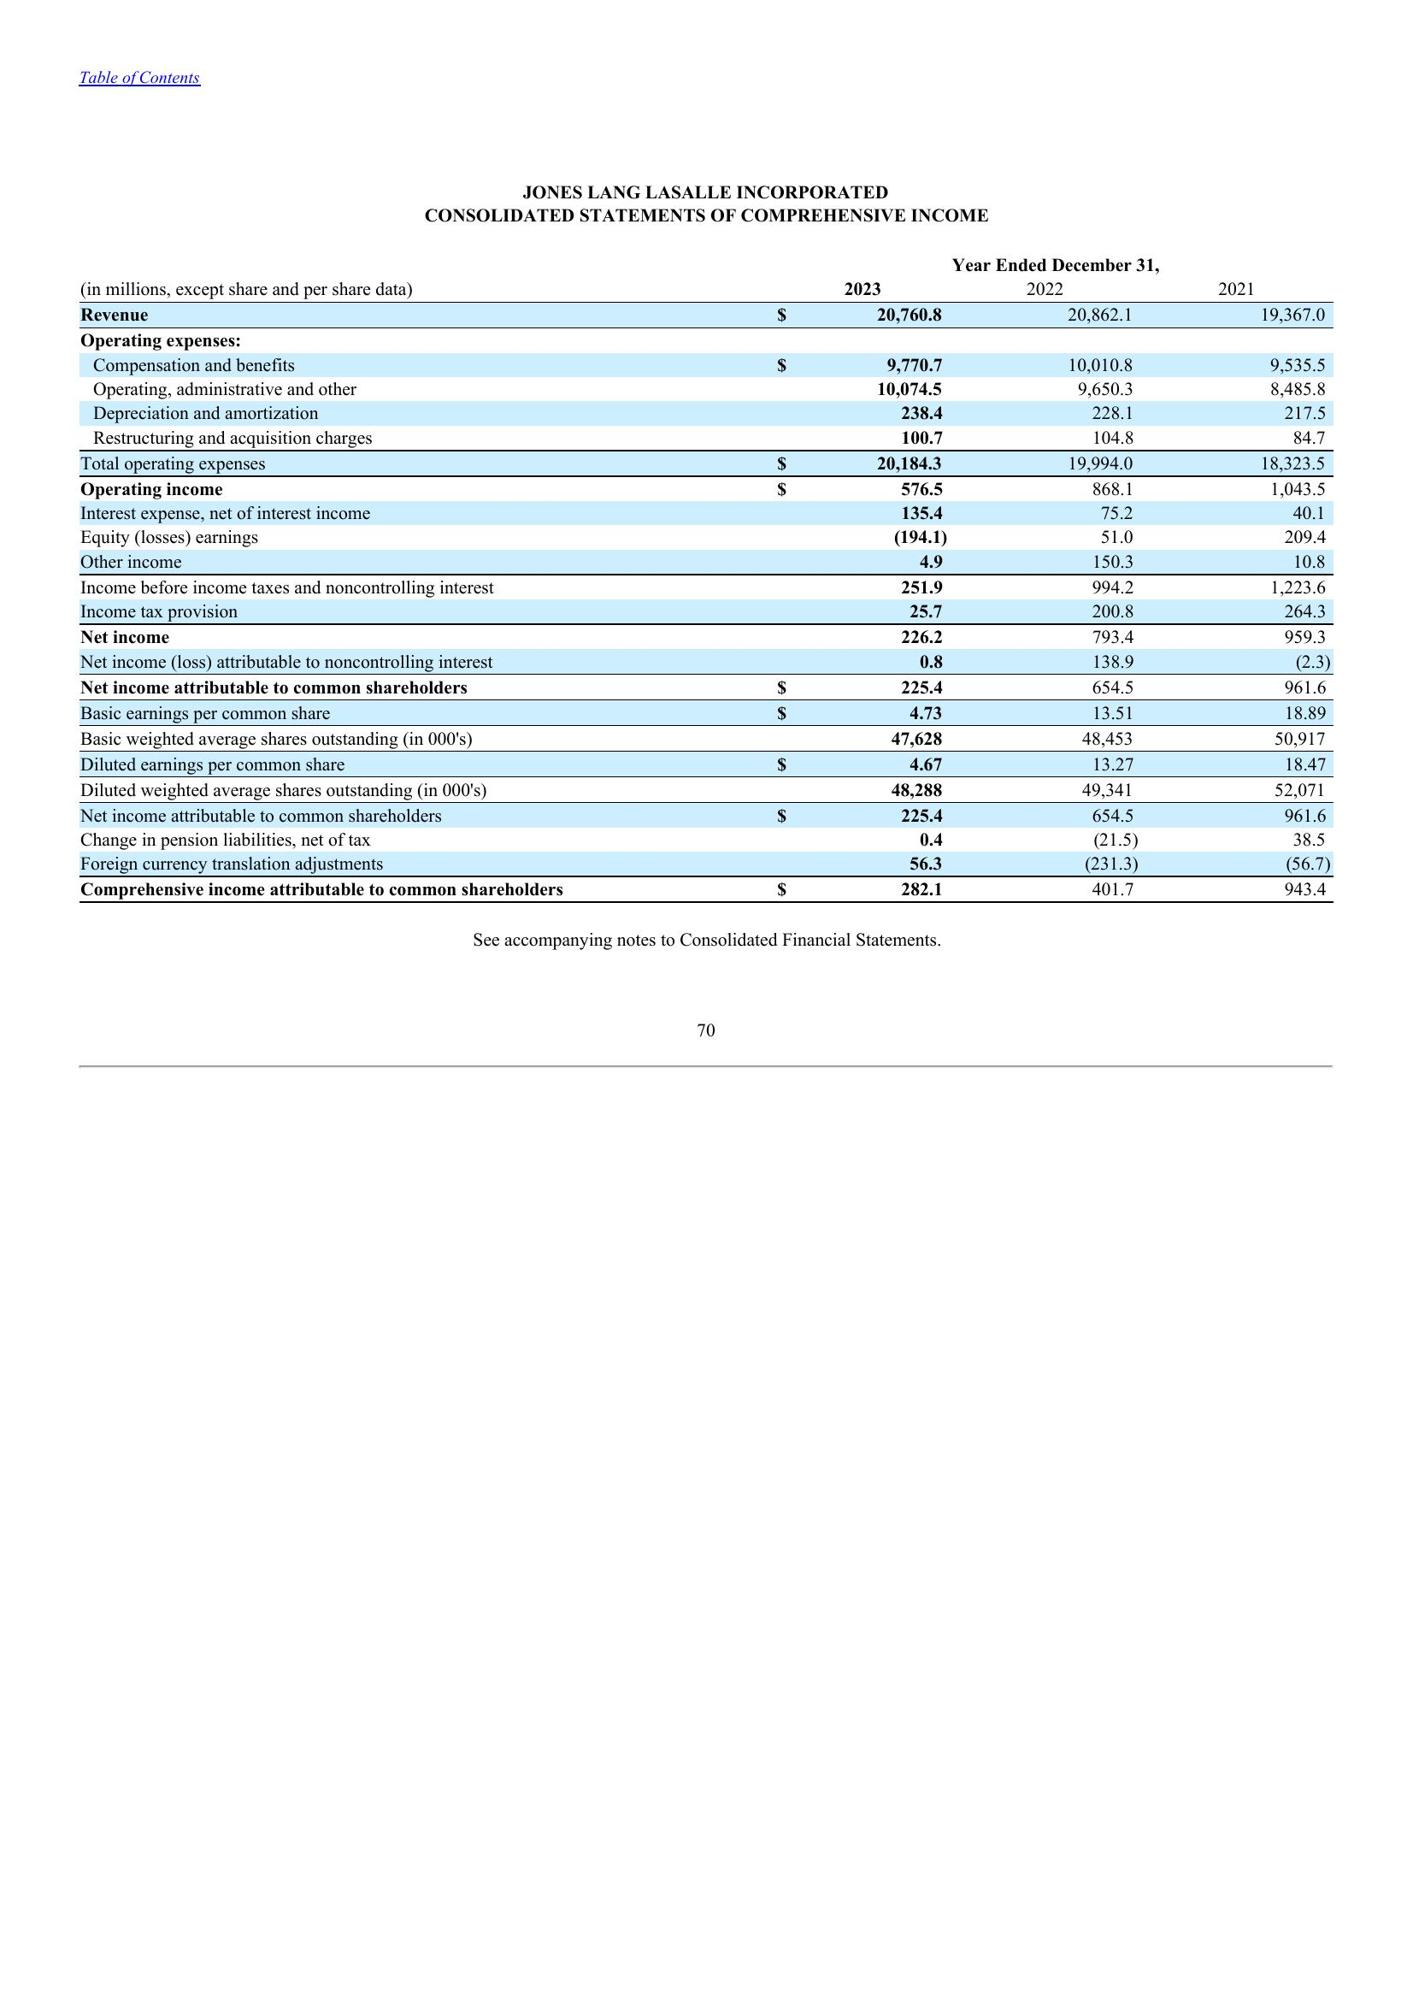 Table of Contents
JONES LANG LASALLE INCORPORATED
CONSOLIDATED STATEMENTS OF COMPREHENSIVE INCOME
Year Ended December 31,
(in millions, except share and per share data) 2023 2022 2021
Revenue $ 20,760.8 20,862.1 19,367.0
Operating expenses:
Compensation and benefits $ 9,770.7 10,010.8 9,535.5
Operating, administrative and other 10,074.5 9,650.3 8,485.8
Depreciation and amortization 238.4 228.1 217.5
Restructuring and acquisition charges 100.7 104.8 84.7
Total operating expenses $ 20,184.3 19,994.0 18,323.5
Operating income $ 576.5 868.1 1,043.5
Interest expense, net of interest income 135.4 75.2 40.1
Equity (losses) earnings (194.1) 51.0 209.4
Other income 4.9 150.3 10.8
Income before income taxes and noncontrolling interest 251.9 994.2 1,223.6
Income tax provision 25.7 200.8 264.3
Net income 226.2 793.4 959.3
Net income (loss) attributable to noncontrolling interest 0.8 138.9 (2.3)
Net income attributable to common shareholders $ 225.4 654.5 961.6
Basic earnings per common share $ 4.73 13.51 18.89
Basic weighted average shares outstanding (in 000's) 47,628 48,453 50,917
Diluted earnings per common share $ 4.67 13.27 18.47
Diluted weighted average shares outstanding (in 000's) 48,288 49,341 52,071
Net income attributable to common shareholders $ 225.4 654.5 961.6
Change in pension liabilities, net of tax 0.4 (21.5) 38.5
Foreign currency translation adjustments 56.3 (231.3) (56.7)
Comprehensive income attributable to common shareholders $ 282.1 401.7 943.4
See accompanying notes to Consolidated Financial Statements.
70